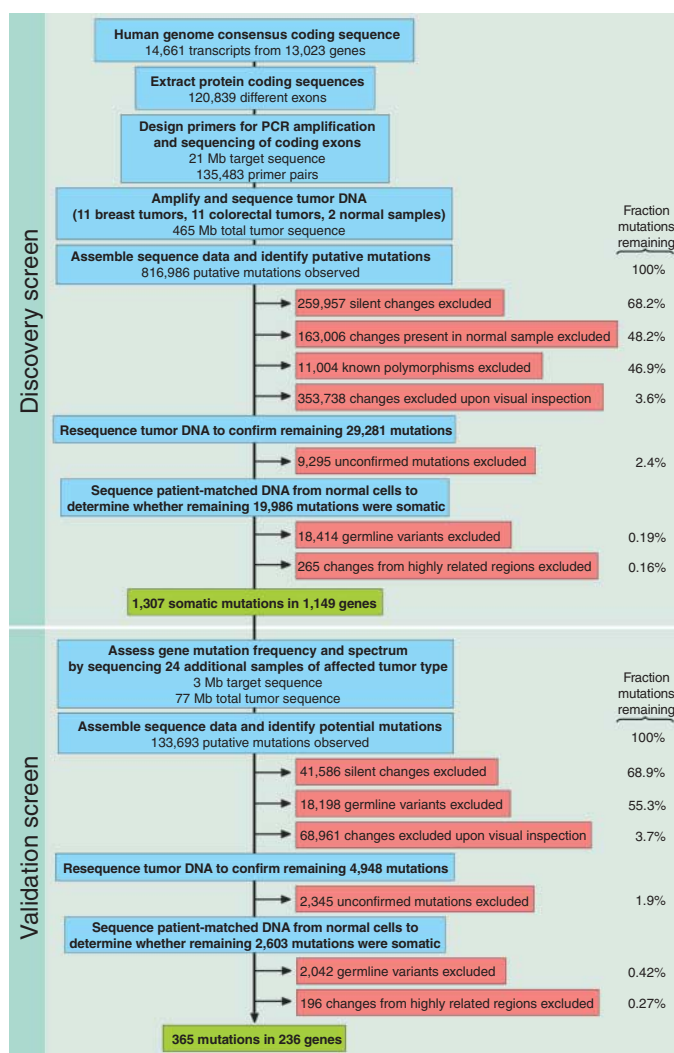 Discovery screen
Human genome consensus coding sequence
14,661 transcripts from 13,023 genes
Extract protein coding sequences
120,839 different exons
Design primers for PCR amplification
and sequencing of coding exons
21 Mb target sequence
135,483 primer pairs
Amplify and sequence tumor DNA
(11 breast tumors, 11 colorectal tumors, 2 normal samples)
465 Mb total tumor sequence
Fraction
mutations
remaining
Assemble sequence data and identify putative mutations
816,986 putative mutations observed
100%
259,957 silent changes excluded
68.2%
163,006 changes present in normal sample excluded
48.2%
11,004 known polymorphisms excluded
46.9%
353,738 changes excluded upon visual inspection
3.6%
Resequence tumor DNA to confirm remaining 29,281 mutations
9,295 unconfirmed mutations excluded
2.4%
Sequence patient-matched DNA from normal cells to
determine whether remaining 19,986 mutations were somatic
18,414 germline variants excluded
0.19%
265 changes from highly related regions excluded
0.16%
1,307 somatic mutations in 1,149 genes
Validation screen
Assess gene mutation frequency and spectrum
by sequencing 24 additional samples of affected tumor type
3 Mb target sequence
77 Mb total tumor sequence
Fraction
mutations
remaining
Assemble sequence data and identify potential mutations
133,693 putative mutations observed
100%
41,586 silent changes excluded
68.9%
18,198 germline variants excluded
55.3%
68,961 changes excluded upon visual inspection
3.7%
Resequence tumor DNA to confirm remaining 4,948 mutations
2,345 unconfirmed mutations excluded
1.9%
Sequence patient-matched DNA from normal cells to
determine whether remaining 2,603 mutations were somatic
2,042 germline variants excluded
0.42%
196 changes from highly related regions excluded
0.27%
365 mutations in 236 genes